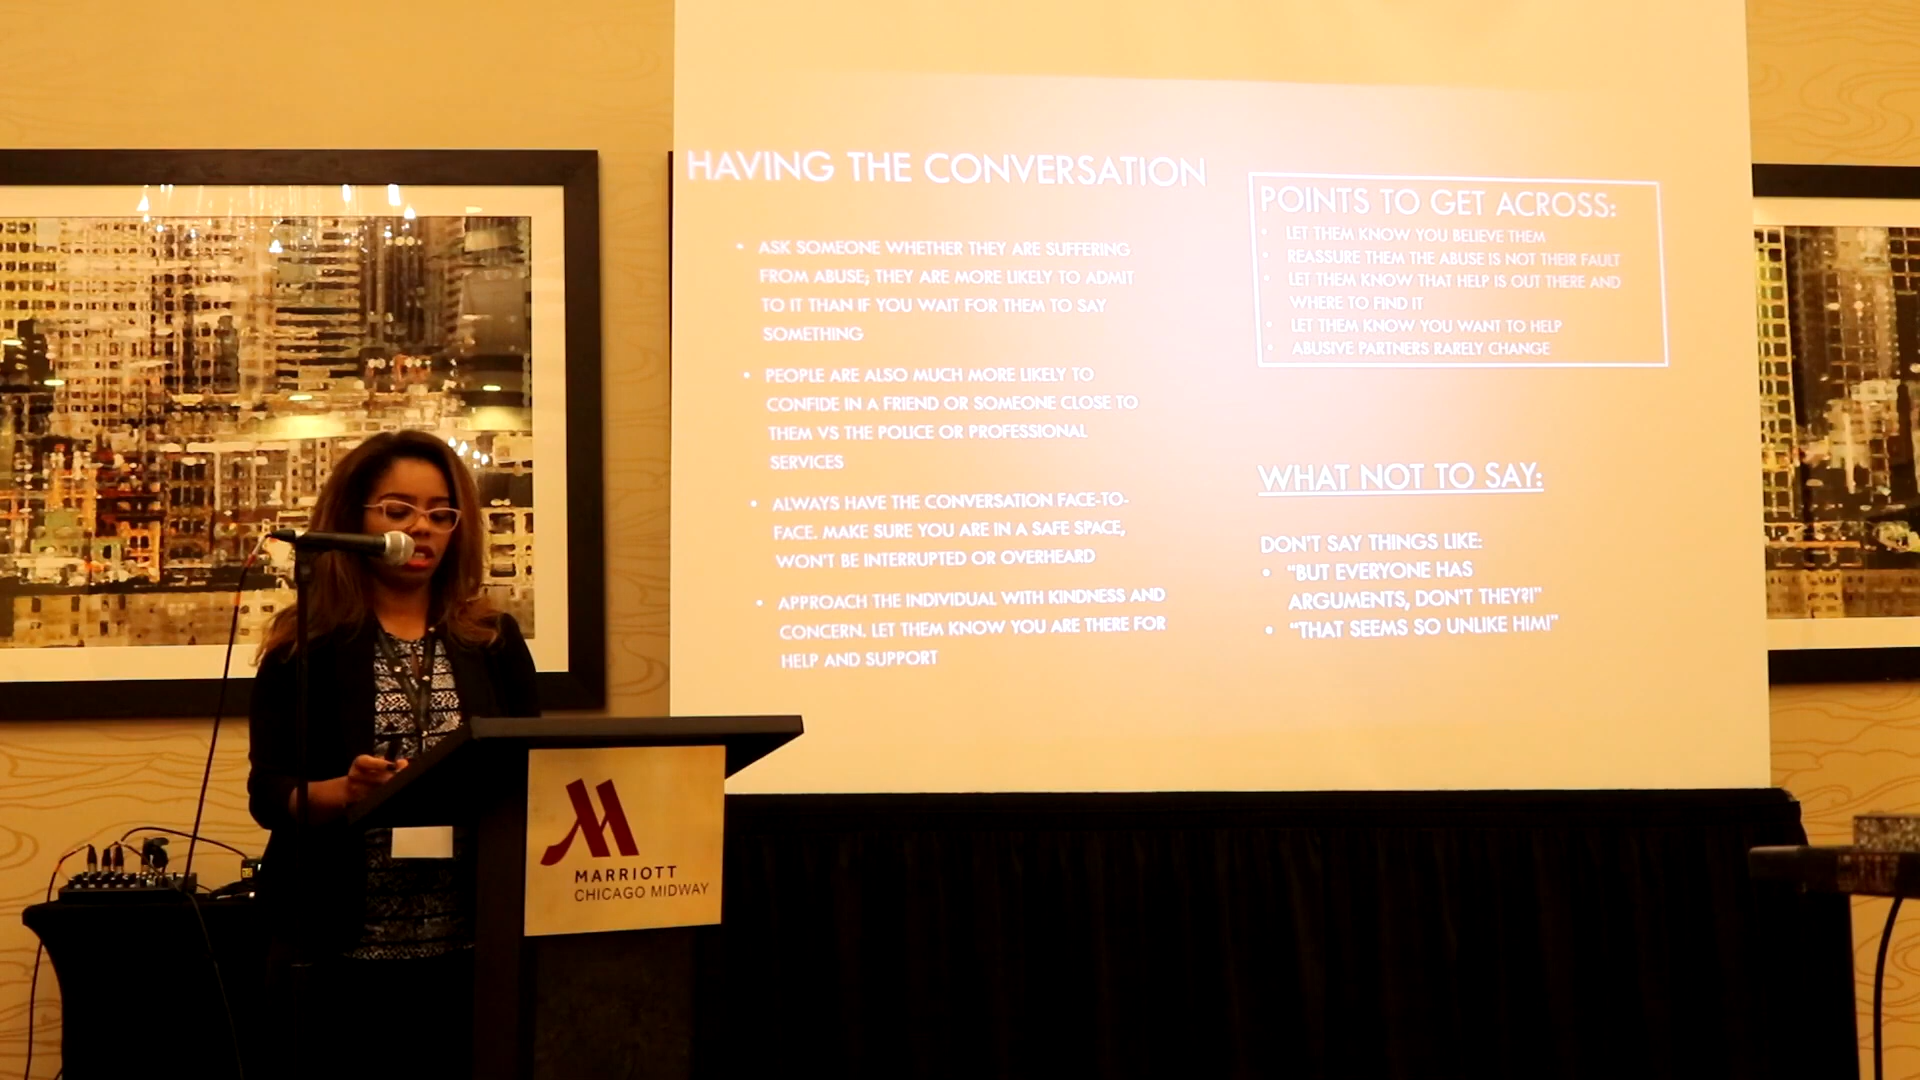 HAVING THE CONVERSATION
• ASK SOMEONE WHETHER THEY ARE SUFFERING
FROM ABUSE; THEY ARE MORE LIKELY TO ADMIT
TO IT THAN IF YOU WAIT FOR THEM TO SAY
SOMETHING
• PEOPLE ARE ALSO MUCH MORE LIKELY TO
CONFIDE IN A FRIEND OR SOMEONE CLOSE TO
THEM VS THE POLICE OR PROFESSIONAL
SERVICES
• ALWAYS HAVE THE CONVERSATION FACE-TO-
FACE. MAKE SURE YOU ARE IN A SAFE SPACE,
WON'T BE INTERRUPTED OR OVERHEARD
• APPROACH THE INDIVIDUAL WITH KINDNESS AND
CONCERN. LET THEM KNOW YOU ARE THERE FOR
HELP AND SUPPORT
POINTS TO GET ACROSS:
• LET THEM KNOW YOU BELIEVE THEM
• REASSURE THEM THE ABUSE IS NOT THEIR FAULT
• LET THEM KNOW THAT HELP IS OUT THERE AND
WHERE TO FIND IT
• LET THEM KNOW YOU WANT TO HELP
• ABUSIVE PARTNERS RARELY CHANGE
WHAT NOT TO SAY:
DON'T SAY THINGS LIKE:
• "BUT EVERYONE HAS
ARGUMENTS, DON'T THEY?!"
• "THAT SEEMS SO UNLIKE HIM!"
MARRIOTT
CHICAGO MIDWAY